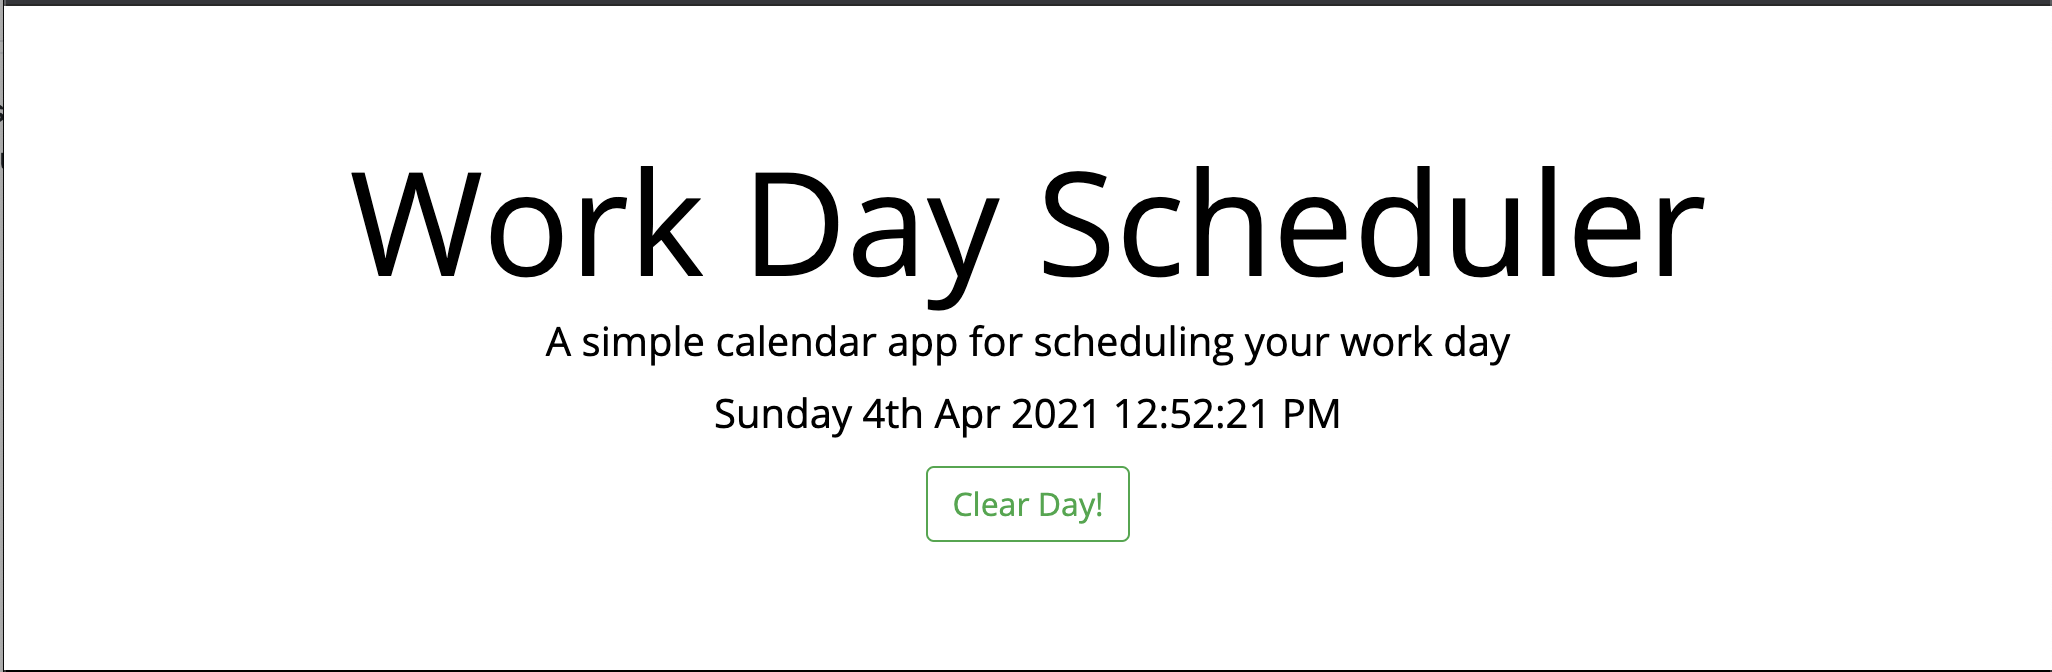 Work Day Scheduler
A simple calendar app for scheduling your work day
Sunday 4th Apr 2021 12:52:21 PM
Clear Day!